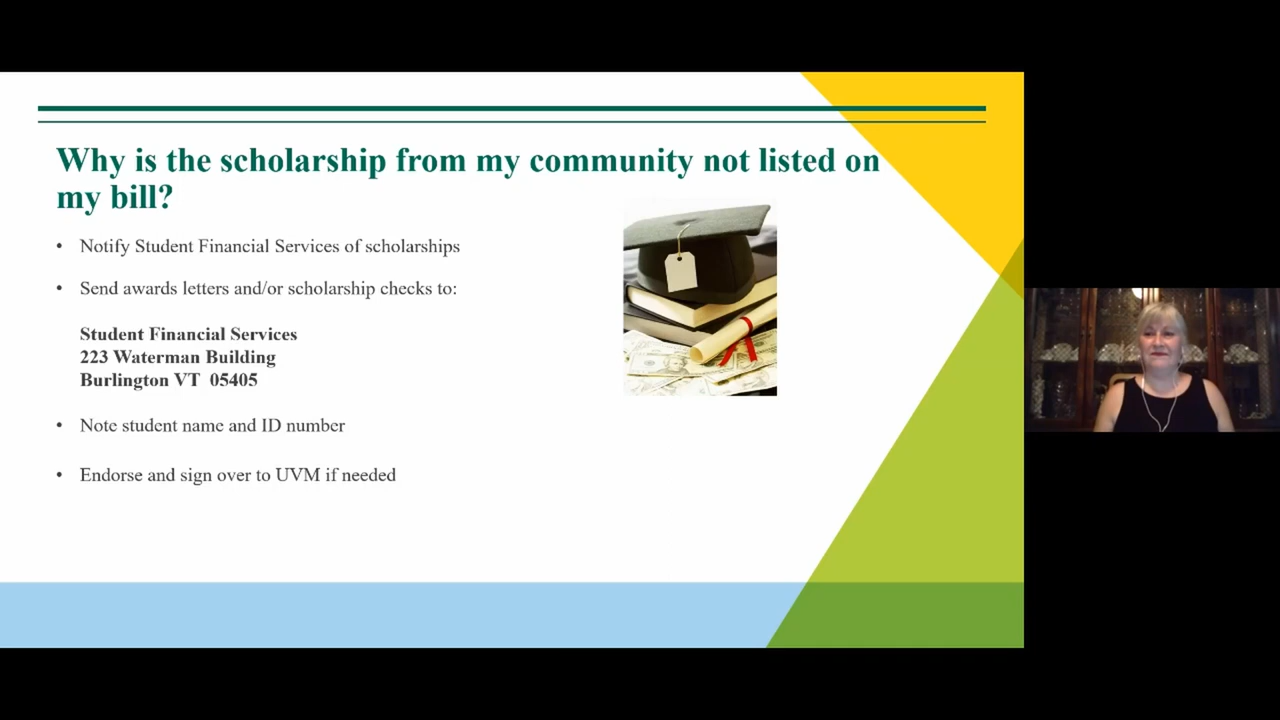 Why is the scholarship from my community not listed on
my bill?
• Notify Student Financial Services of scholarships
• Send awards letters and/or scholarship checks to:
Student Financial Services
223 Waterman Building
Burlington VT 05405
• Note student name and ID number
• Endorse and sign over to UVM if needed